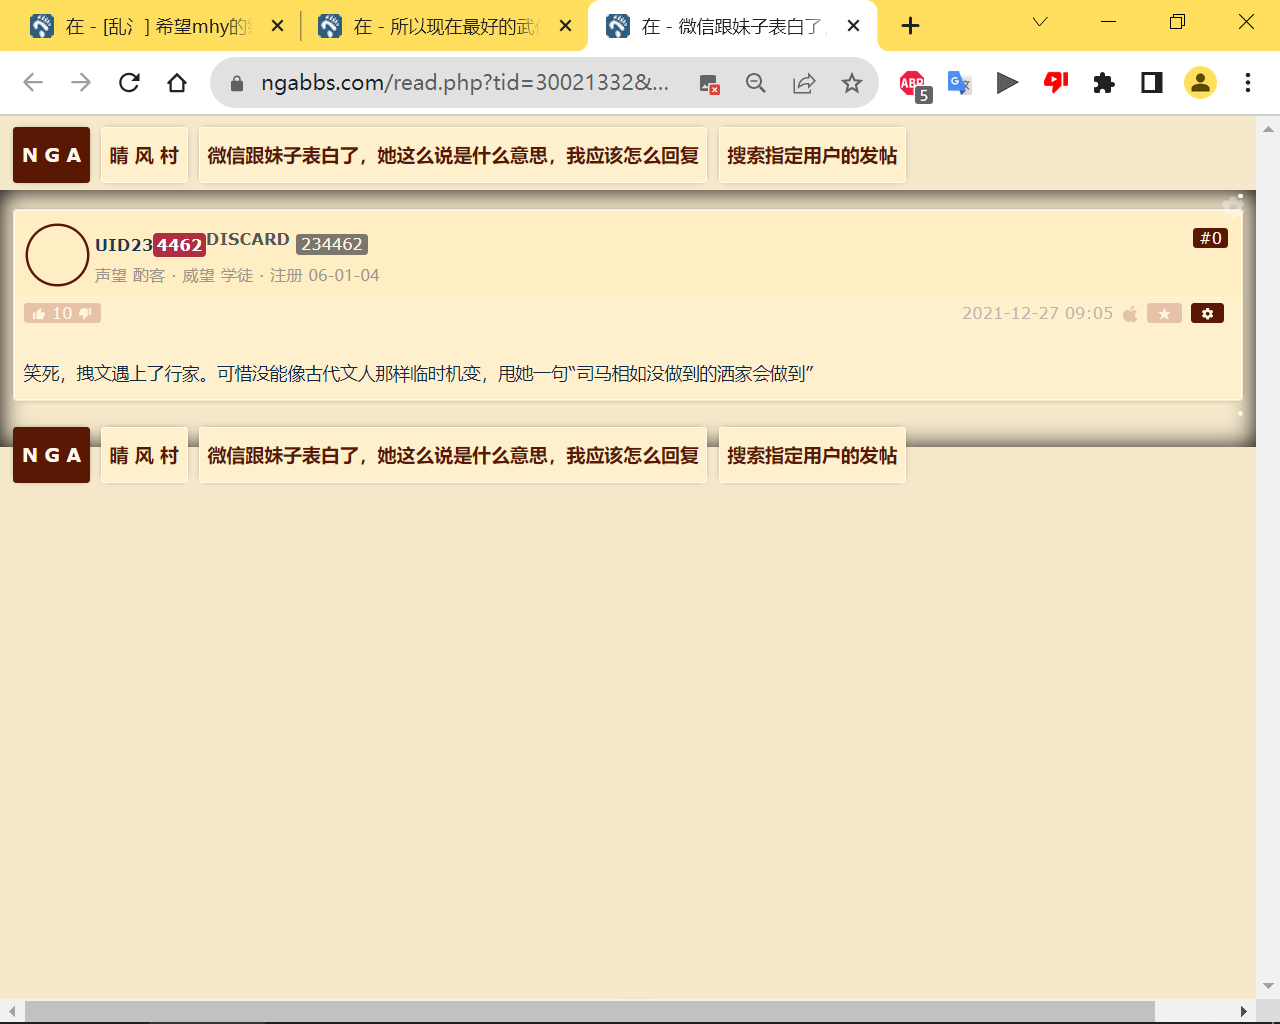 在 - [乱氵] 希望mhy的
在 - 所以现在最好的武
在 - 微信跟妹子表白了,
ngabbs.com/read.php?tid=30021332&...
ABP
5
NGA
晴风村
微信跟妹子表白了，她这么说是什么意思，我应该怎么回复
搜索指定用户的发帖
UID234462 DISCARD 234462
#0
声望 酌客 · 威望 学徒 · 注册 06-01-04
10
2021-12-27 09:05
笑死，拽文遇上了行家。可惜没能像古代文人那样临时机变，甩她一句“司马相如没做到的洒家会做到”
NGA
晴风村
微信跟妹子表白了，她这么说是什么意思，我应该怎么回复
搜索指定用户的发帖